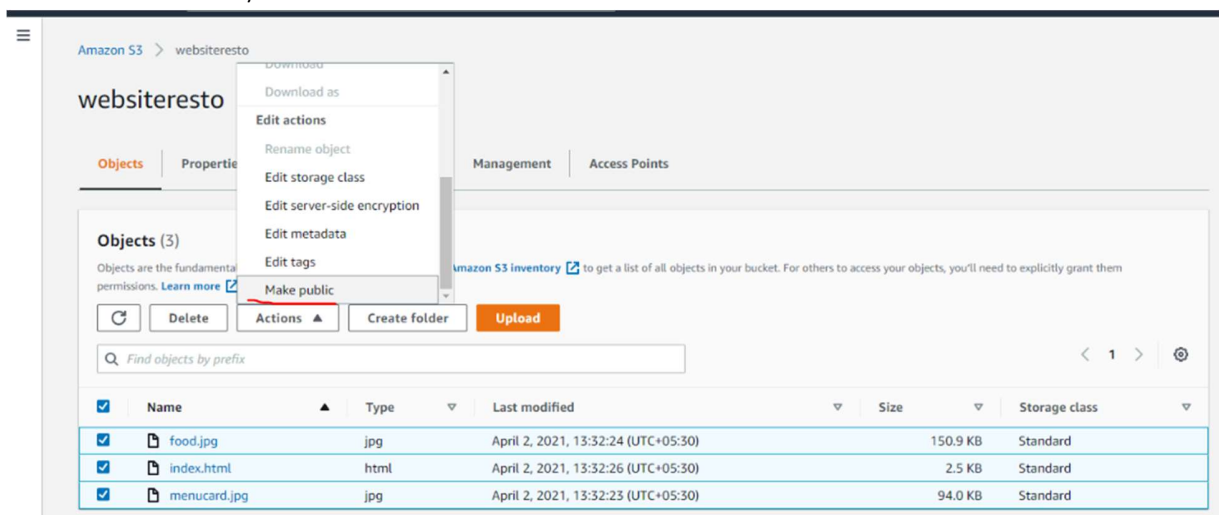 Amazon S3 > websiteresto
websiteresto
Download
Download as
Edit actions
Rename object
Edit storage class
Edit server-side encryption
Edit metadata
Edit tags
Make public
Objects
Propertie
Management
Access Points
Objects (3)
Objects are the fundamenta
Amazon S3 inventory to get a list of all objects in your bucket. For others to access your objects, you'll need to explicitly grant them
permissions. Learn more
Delete
Actions ▲
Create folder
Upload
Find objects by prefix
< 1 >
Name ▲ Type Last modified Size Storage class
food.jpg jpg April 2, 2021, 13:32:24 (UTC+05:30) 150.9 KB Standard
index.html html April 2, 2021, 13:32:26 (UTC+05:30) 2.5 KB Standard
menucard.jpg jpg April 2, 2021, 13:32:23 (UTC+05:30) 94.0 KB Standard